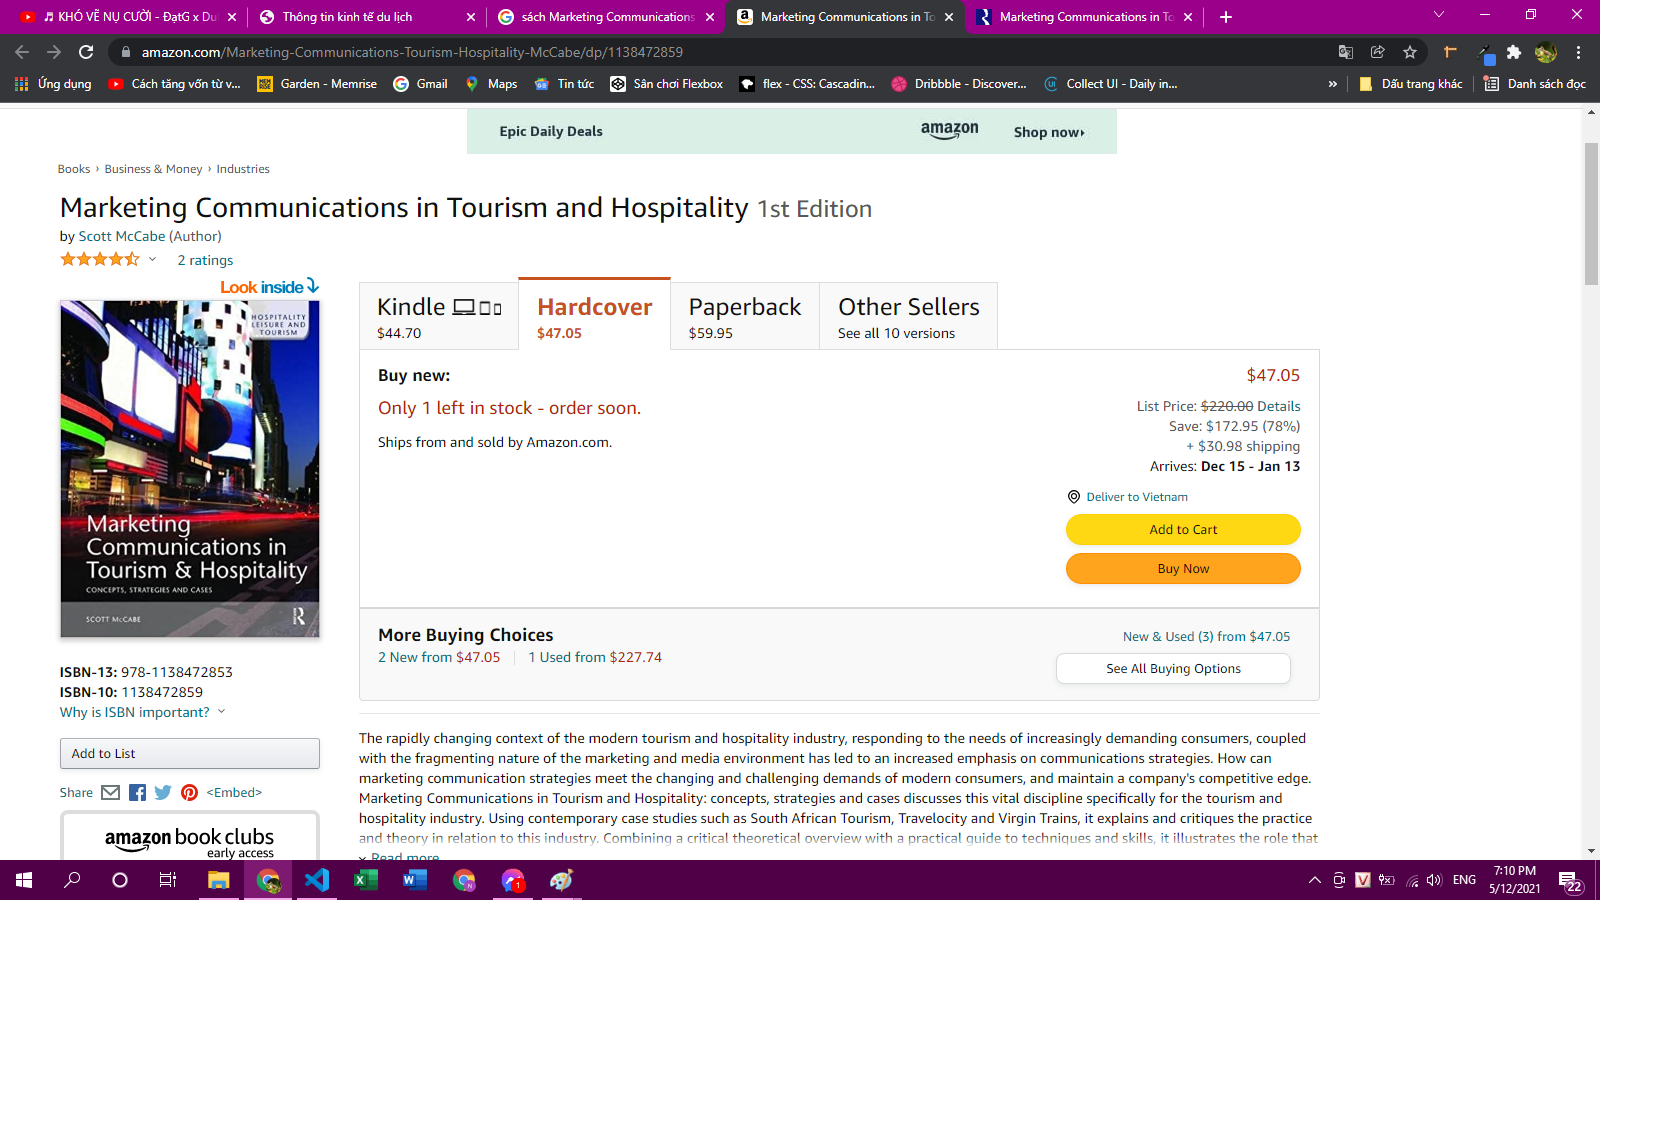 ♬ KHÓ VẼ NỤ CƯỜI - ĐạtG x Du
Thông tin kinh tế du lịch
sách Marketing Communications
Marketing Communications in To
Marketing Communications in To
amazon.com/Marketing-Communications-Tourism-Hospitality-McCabe/dp/1138472859
Ứng dụng
Cách tăng vốn từ v...
Garden - Memrise
Gmail
Maps
Tin tức
Sân chơi Flexbox
flex - CSS: Cascadin...
Dribbble - Discover...
Collect UI - Daily in...
»
Dấu trang khác
Danh sách đọc
Epic Daily Deals
amazon
Shop now
Books › Business & Money › Industries
Marketing Communications in Tourism and Hospitality 1st Edition
by Scott McCabe (Author)
2 ratings
Look inside
HOSPITALITY
LEISURE AND
TOURISM
Marketing
Communications in
Tourism & Hospitality
CONCEPTS, STRATEGIES AND CASES
SCOTT McCABE
R
Kindle
$44.70
Hardcover
$47.05
Paperback
$59.95
Other Sellers
See all 10 versions
Buy new:
$47.05
Only 1 left in stock - order soon.
Ships from and sold by Amazon.com.
List Price: $220.00 Details
Save: $172.95 (78%)
+ $30.98 shipping
Arrives: Dec 15 - Jan 13
Deliver to Vietnam
Add to Cart
Buy Now
More Buying Choices
2 New from $47.05
1 Used from $227.74
New & Used (3) from $47.05
See All Buying Options
ISBN-13: 978-1138472853
ISBN-10: 1138472859
Why is ISBN important?
Add to List
Share
<Embed>
amazon book clubs
early access
The rapidly changing context of the modern tourism and hospitality industry, responding to the needs of increasingly demanding consumers, coupled
with the fragmenting nature of the marketing and media environment has led to an increased emphasis on communications strategies. How can
marketing communication strategies meet the changing and challenging demands of modern consumers, and maintain a company's competitive edge.
Marketing Communications in Tourism and Hospitality: concepts, strategies and cases discusses this vital discipline specifically for the tourism and
hospitality industry. Using contemporary case studies such as South African Tourism, Travelocity and Virgin Trains, it explains and critiques the practice
and theory in relation to this industry. Combining a critical theoretical overview with a practical guide to techniques and skills, it illustrates the role that
Read more
1
ENG
7:10 PM
5/12/2021
22